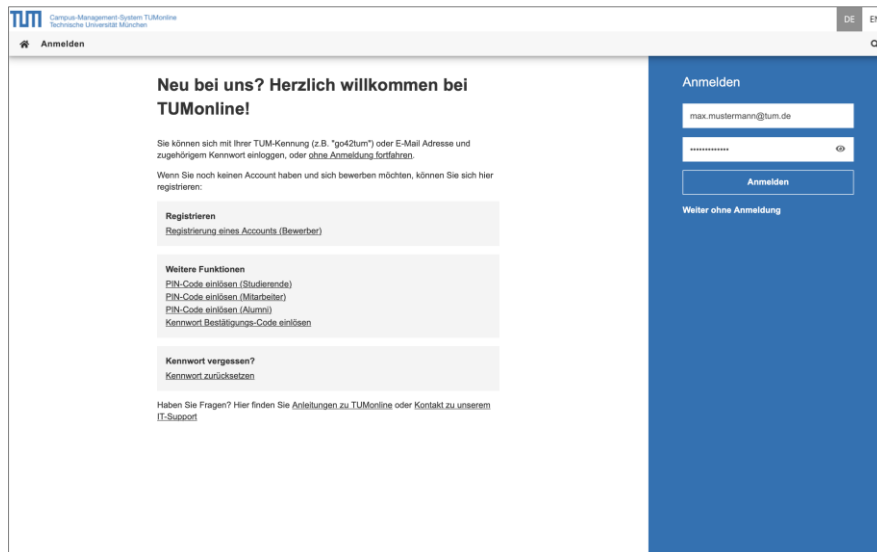 TUM
Campus-Management-System TUMonline
Technische Universität München
DE
Anmelden
Neu bei uns? Herzlich willkommen bei
TUMonline!
Sie können sich mit Ihrer TUM-Kennung (z.B. "go42tum") oder E-Mail Adresse und
zugehörigem Kennwort einloggen, oder ohne Anmeldung fortfahren.
Wenn Sie noch keinen Account haben und sich bewerben möchten, können Sie sich hier
registrieren:
Registrieren
Registrierung eines Accounts (Bewerber)
Weitere Funktionen
PIN-Code einlösen (Studierende)
PIN-Code einlösen (Mitarbeiter)
PIN-Code einlösen (Alumni)
Kennwort Bestätigungs-Code einlösen
Kennwort vergessen?
Kennwort zurücksetzen
Haben Sie Fragen? Hier finden Sie Anleitungen zu TUMonline oder Kontakt zu unserem
IT-Support
Anmelden
max.mustermann@tum.de
Anmelden
Weiter ohne Anmeldung